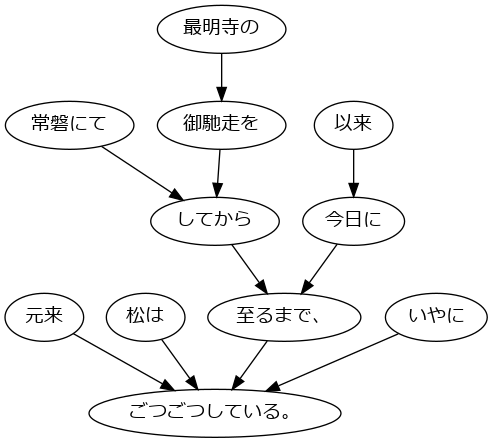 最明寺の
常磐にて
御馳走を
以来
してから
今日に
元来
松は
至るまで、
いやに
ごつごつしている。